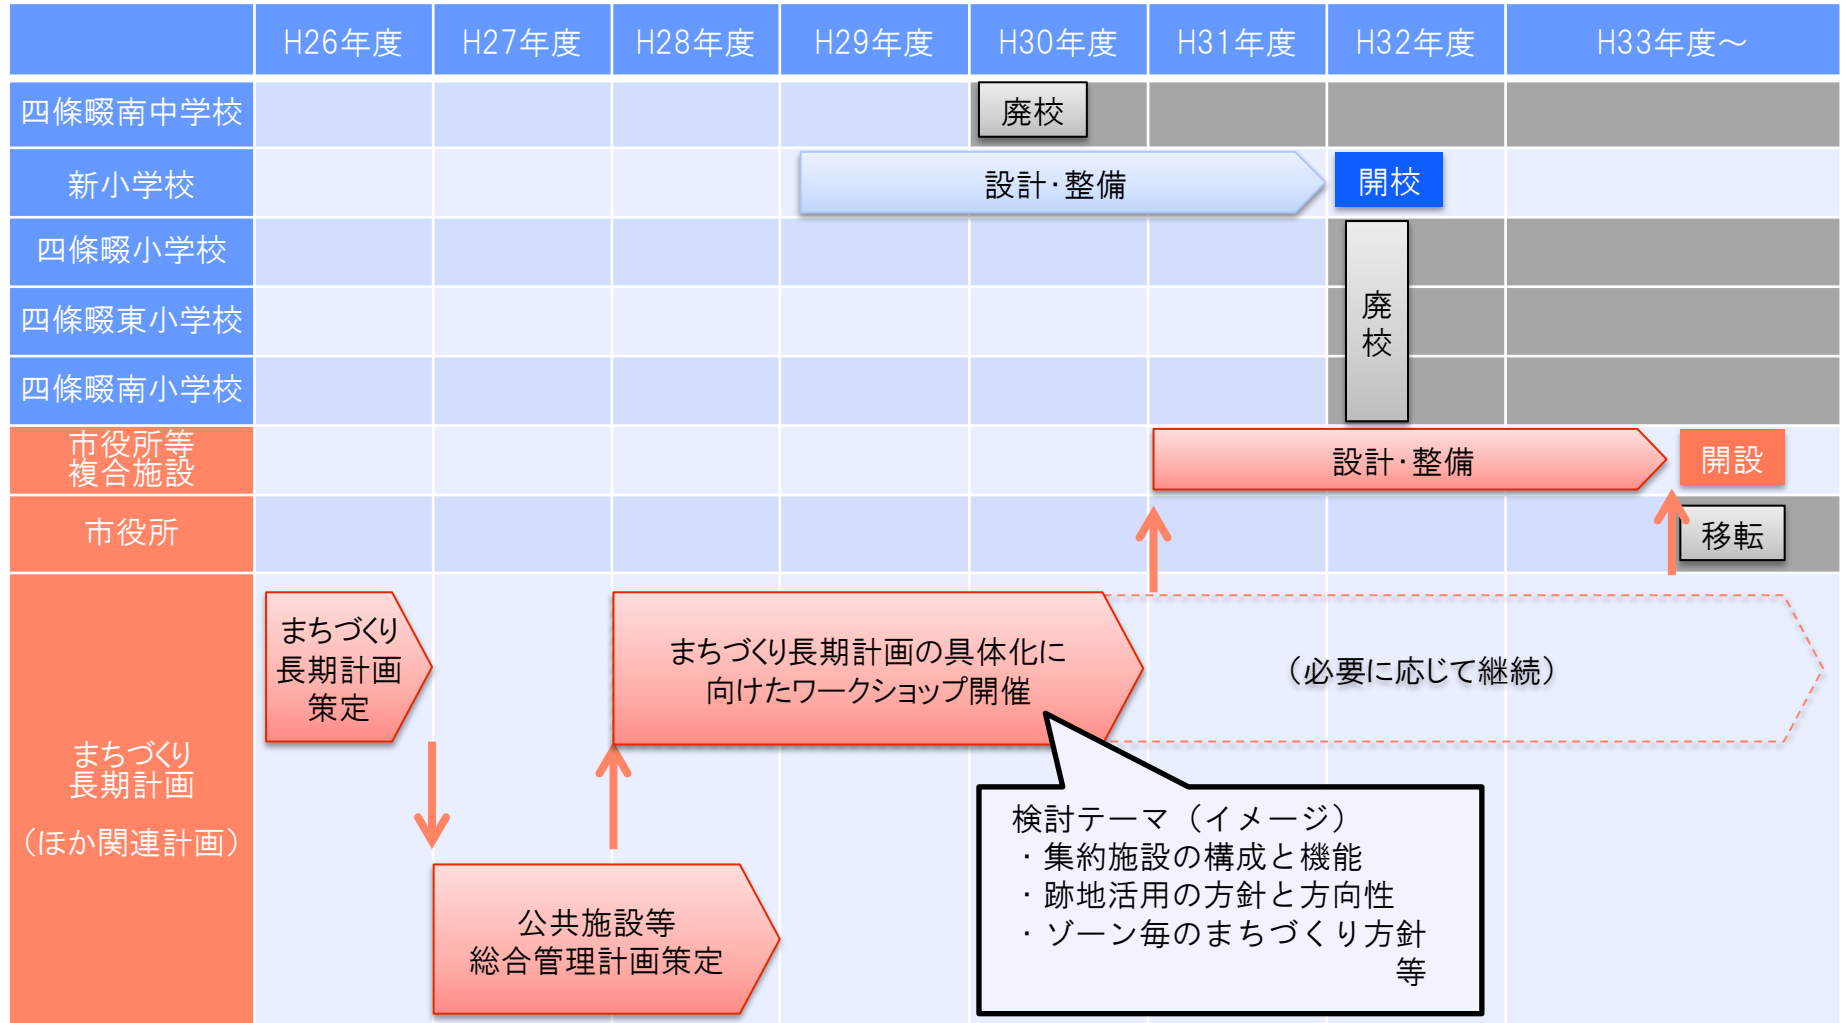 H26年度
H27年度
H28年度
H29年度
H30年度
H31年度
H32年度
H33年度～
四條畷南中学校
廃校
新小学校
設計・整備
開校
四條畷小学校
四條畷東小学校
四條畷南小学校
廃
校
市役所等
複合施設
設計・整備
開設
市役所
移転
まちづくり
長期計画
（ほか関連計画）
まちづくり
長期計画
策定
まちづくり長期計画の具体化に
向けたワークショップ開催
（必要に応じて継続）
公共施設等
総合管理計画策定
検討テーマ（イメージ）
・集約施設の構成と機能
・跡地活用の方針と方向性
・ゾーン毎のまちづくり方針
等